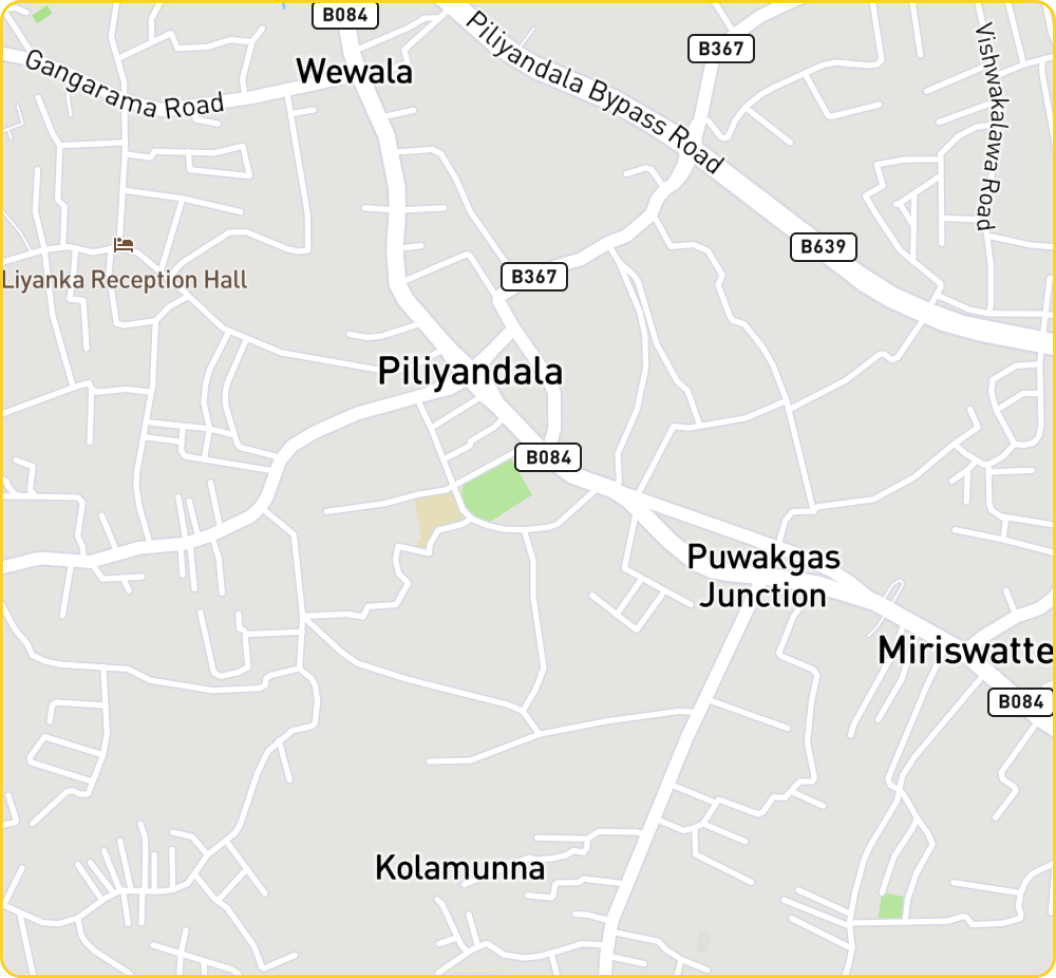 B084
Piliyandala Bypass Road
B367
Vishwakalawa Road
Wewala
Gangarama Road
B639
Liyanka Reception Hall
B367
Piliyandala
B084
Puwakgas
Junction
Miriswatte
B084
Kolamunna